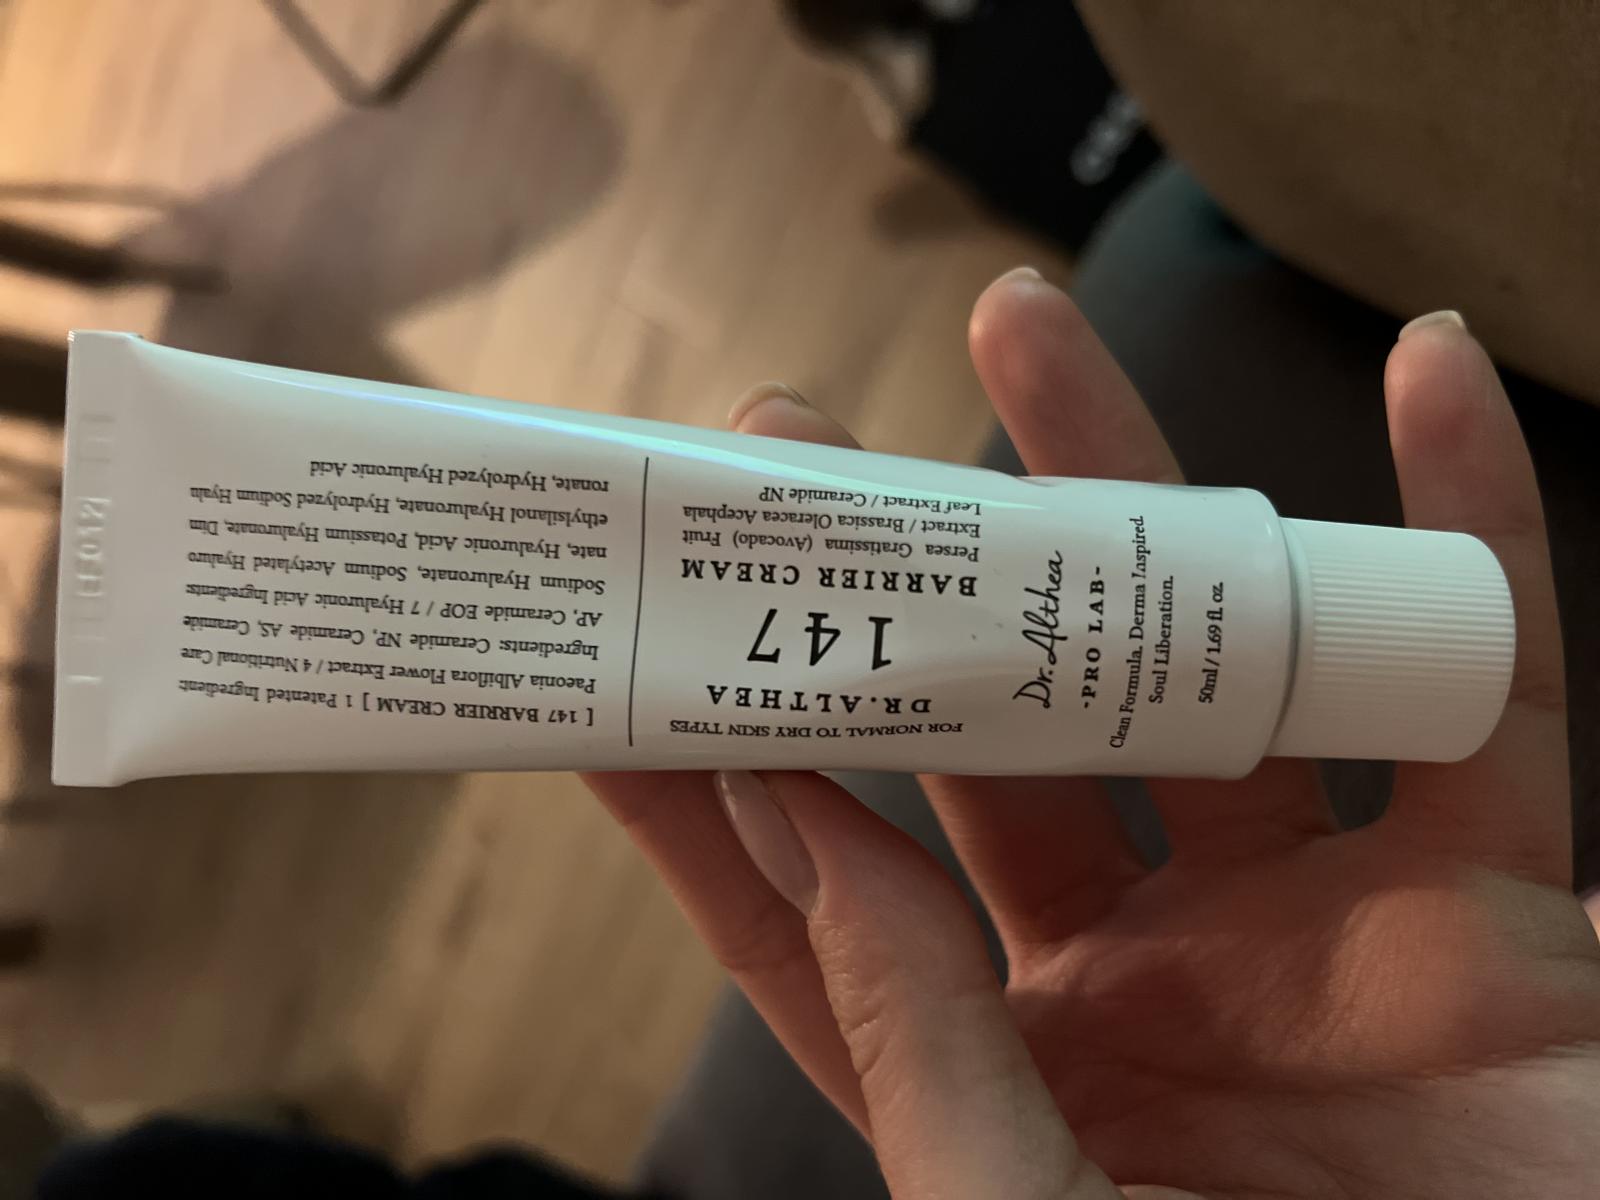 FOR NORMAL TO DRY SKIN TYPES
DR.ALTHEA
147
BARRIER CREAM
Persea Gratissima (Avocado) Fruit
Extract / Brassica Oleracea Acephala
Leaf Extract / Ceramide NP
[ 147 BARRIER CREAM ] 1 Patented Ingredient:
Paeonia Albiflora Flower Extract / 4 Nutritional Care
Ingredients: Ceramide NP, Ceramide AS, Ceramide
AP, Ceramide EOP / 7 Hyaluronic Acid Ingredients:
Sodium Hyaluronate, Sodium Acetylated Hyaluro
nate, Hyaluronic Acid, Potassium Hyaluronate, Dim
ethylsilanol Hyaluronate, Hydrolyzed Sodium Hyalu
ronate, Hydrolyzed Hyaluronic Acid
Dr.Althea
-PRO LAB-
Clean Formula. Derma Inspired.
Soul Liberation.
50ml / 1.69 fl. oz.